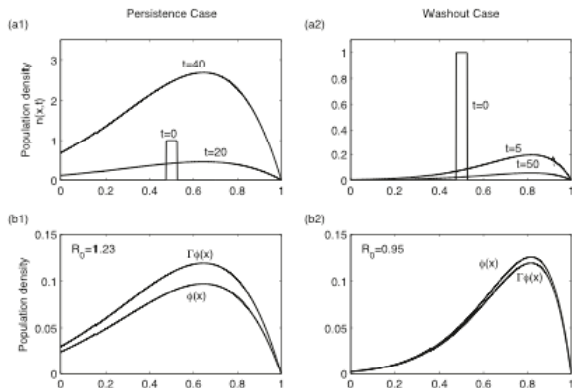 Persistence Case
Washout Case
(a1)
(a2)
Population density
n(x,t)
3
2
1
0
t=40
t=0
t=20
0 0.2 0.4 0.6 0.8 1
1
0.8
0.6
0.4
0.2
0
t=0
t=5
t=50
0 0.2 0.4 0.6 0.8 1
(b1)
(b2)
Population density
0.15
0.1
0.05
0
R₀=1.23
Γϕ(x)
ϕ(x)
0 0.2 0.4 0.6 0.8 1
0.15
0.1
0.05
0
R₀=0.95
ϕ(x)
Γϕ(x)
0 0.2 0.4 0.6 0.8 1